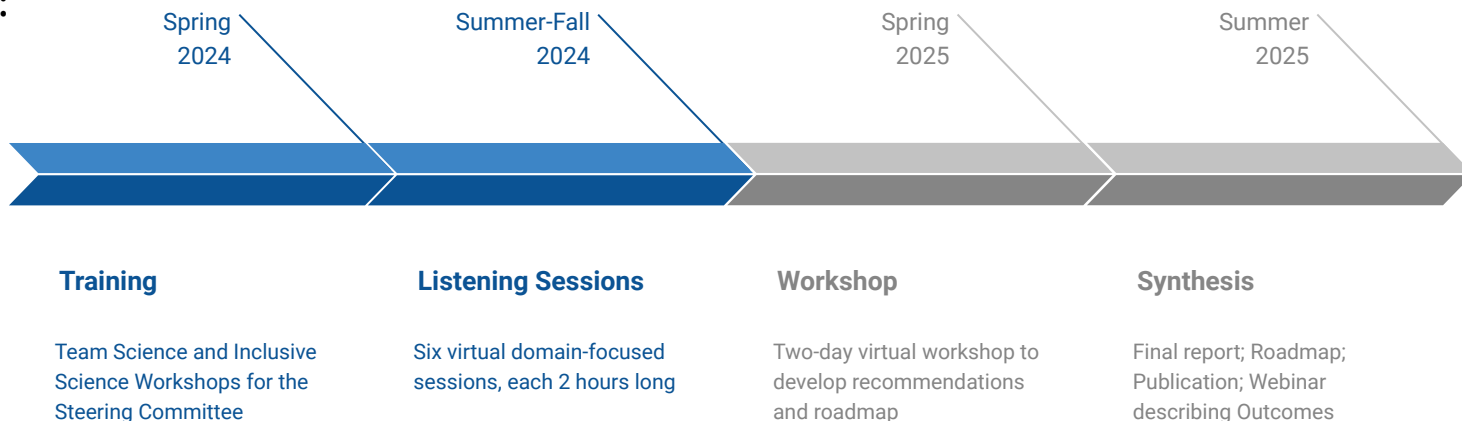 :
Spring
2024
Summer-Fall
2024
Spring
2025
Summer
2025
Training
Listening Sessions
Workshop
Synthesis
Team Science and Inclusive
Science Workshops for the
Steering Committee
Six virtual domain-focused
sessions, each 2 hours long
Two-day virtual workshop to
develop recommendations
and roadmap
Final report; Roadmap;
Publication; Webinar
describing Outcomes